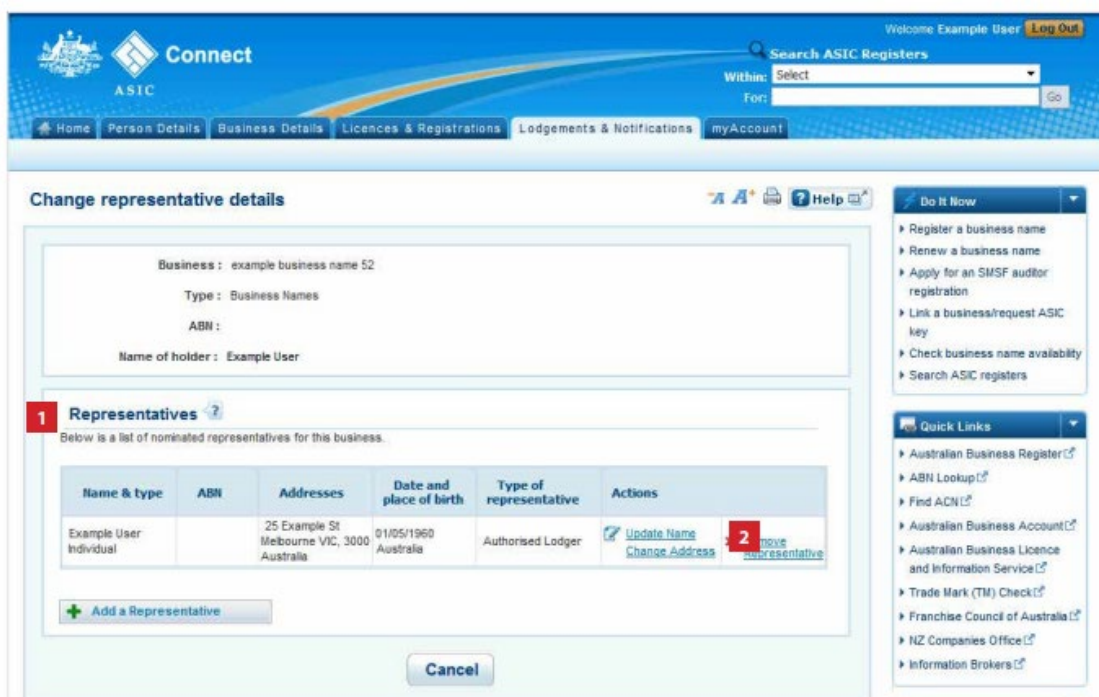 Welcome Example User Log Out
Connect
ASIC
Search ASIC Registers
Within: Select
For: Go
Home Person Details Business Details Licences & Registrations Lodgements & Notifications myAccount
Change representative details
-A A+ Help
Business : example business name 52
Type : Business Names
ABN :
Name of holder : Example User
1 Representatives ?
Below is a list of nominated representatives for this business.
Name & type ABN Addresses Date and place of birth Type of representative Actions
Example User
Individual
25 Example St
Melbourne VIC, 3000
Australia
01/05/1960
Australia
Authorised Lodger
Update Name
Change Address
2
Representative
Add a Representative
Cancel
Do It Now
Register a business name
Renew a business name
Apply for an SMSF auditor
registration
Link a business/request ASIC
key
Check business name availability
Search ASIC registers
Quick Links
Australian Business Register
ABN Lookup
Find ACN
Australian Business Account
Australian Business Licence
and Information Service
Trade Mark (TM) Check
Franchise Council of Australia
NZ Companies Office
Information Brokers